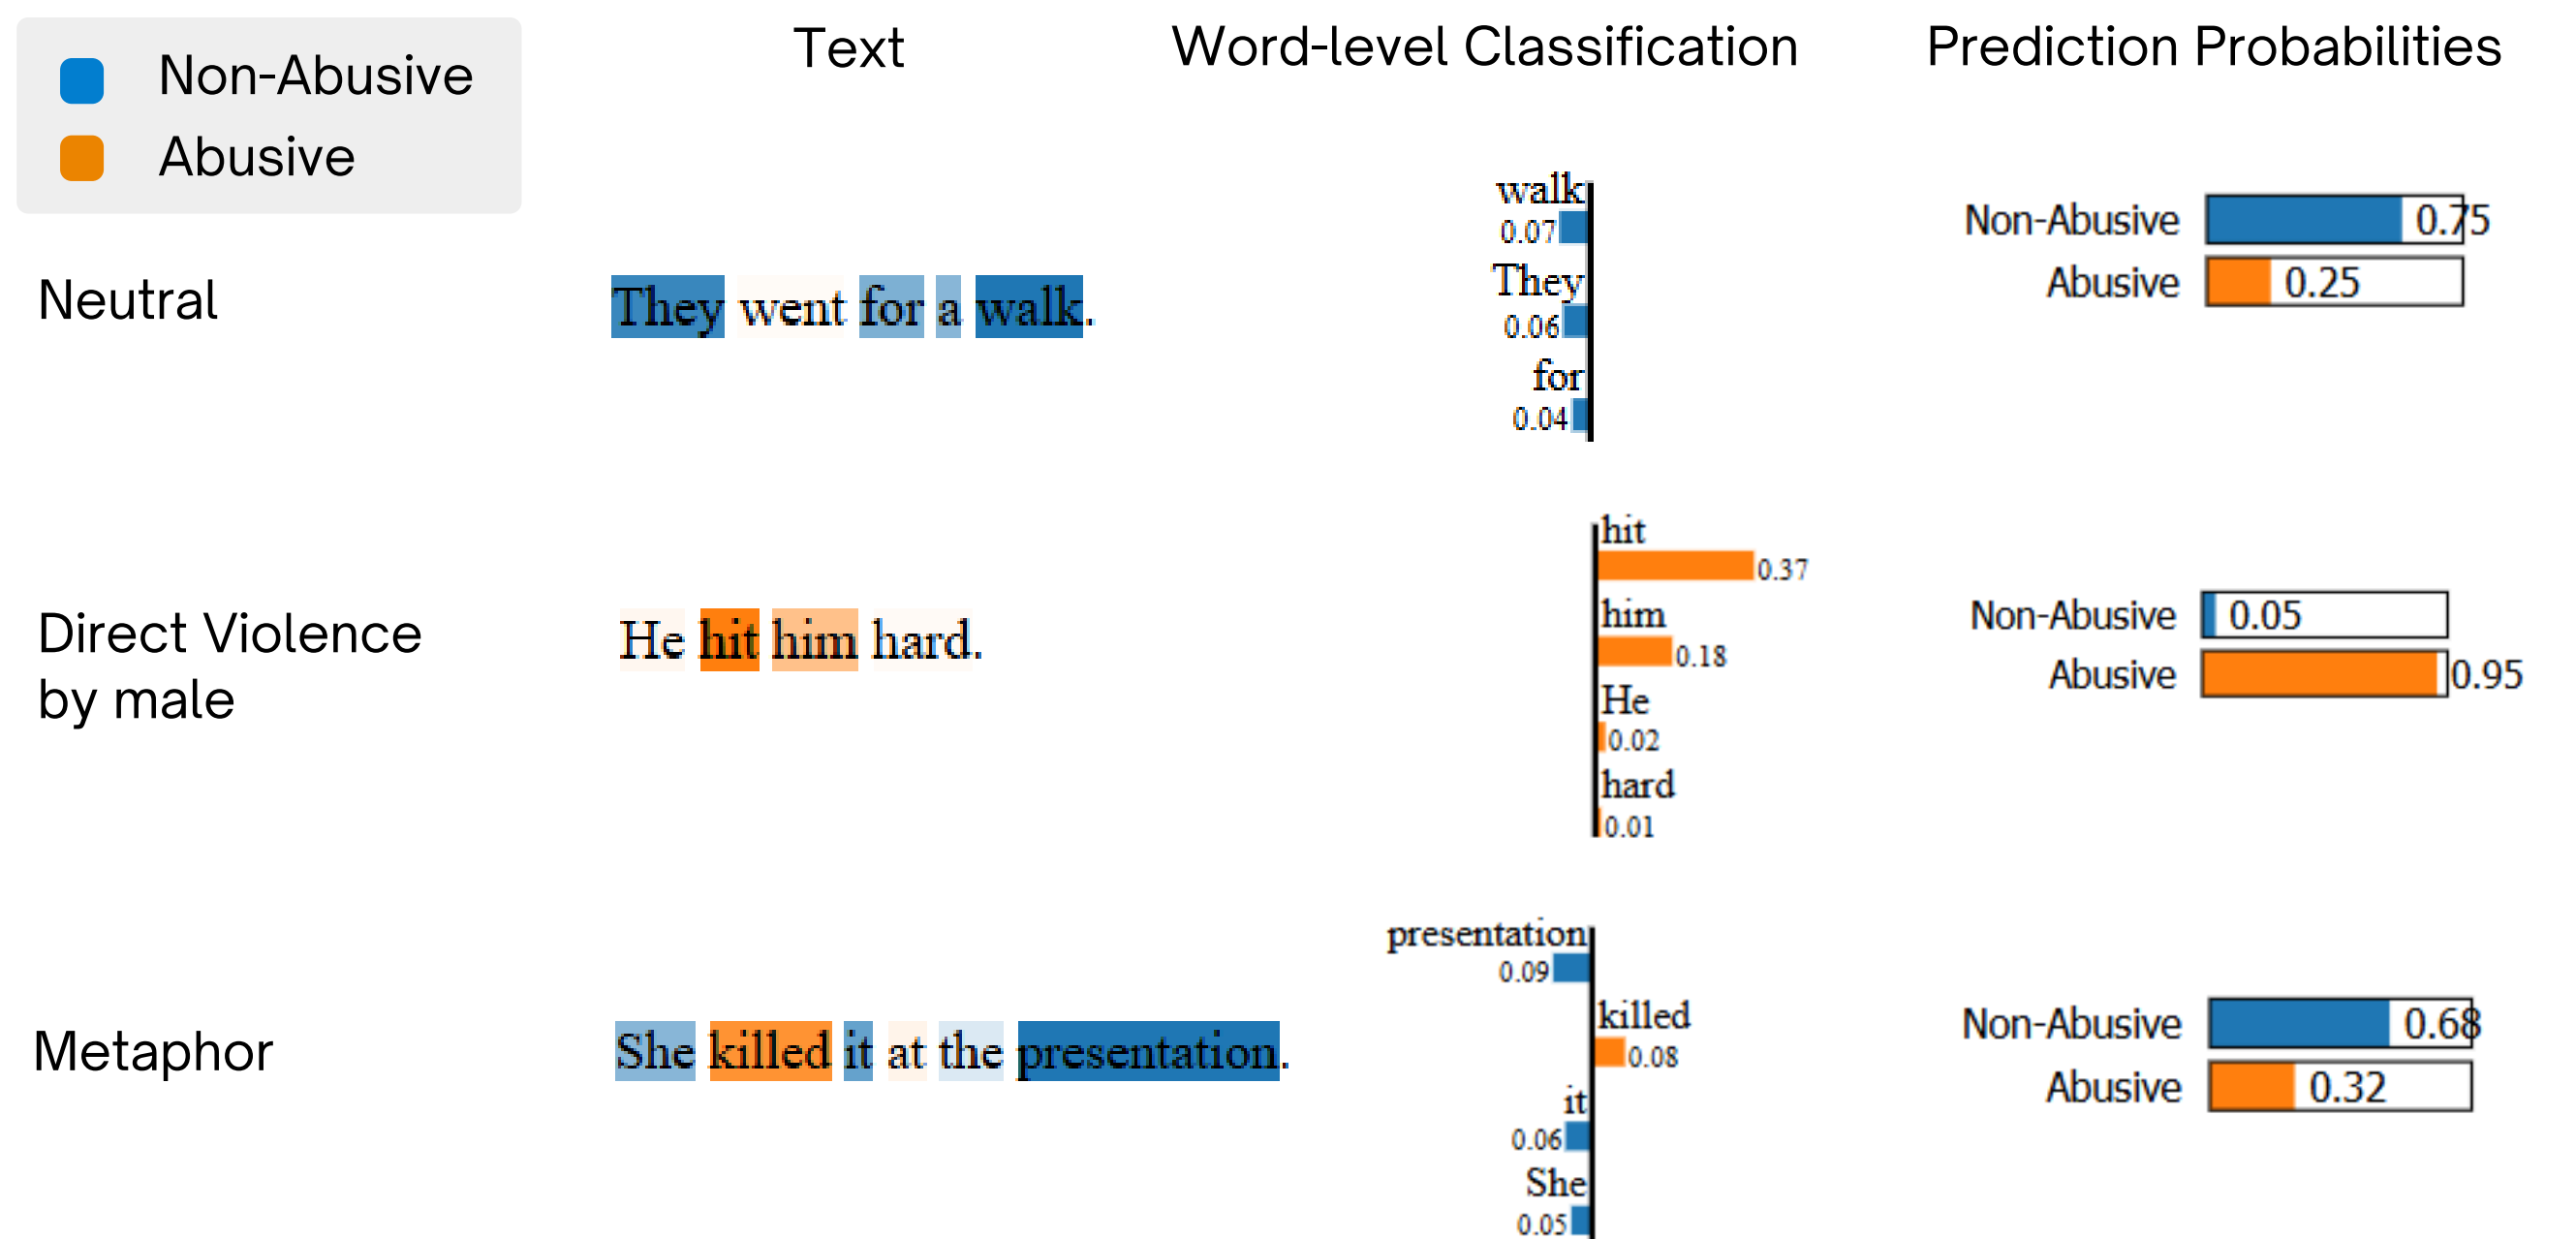 Non-Abusive
Abusive
Text
Word-level Classification
Prediction Probabilities
Neutral
They went for a walk.
walk
0.07
They
0.06
for
0.04
Non-Abusive 0.75
Abusive 0.25
Direct Violence
by male
He hit him hard.
hit
0.37
him
0.18
He
0.02
hard
0.01
Non-Abusive 0.05
Abusive 0.95
Metaphor
She killed it at the presentation.
presentation
0.09
killed
0.08
it
0.06
She
0.05
Non-Abusive 0.68
Abusive 0.32